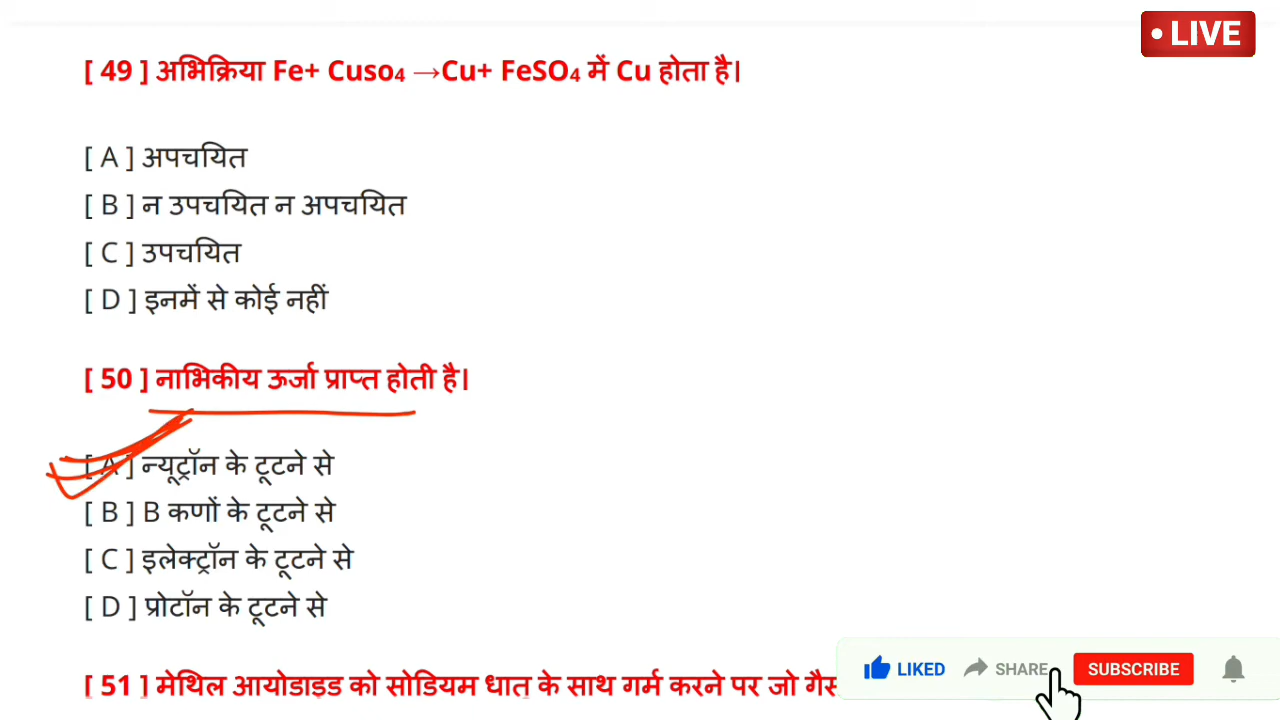 • LIVE
[ 49 ] अभिक्रिया Fe+ Cuso₄ →Cu+ FeSO₄ में Cu होता है।
[ A ] अपचयित
[ B ] न उपचयित न अपचयित
[ C ] उपचयित
[ D ] इनमें से कोई नहीं
[ 50 ] नाभिकीय ऊर्जा प्राप्त होती है।
[ A ] न्यूट्रॉन के टूटने से
[ B ] B कणों के टूटने से
[ C ] इलेक्ट्रॉन के टूटने से
[ D ] प्रोटॉन के टूटने से
[ 51 ] मेथिल आयोडाइड को सोडियम धातु के साथ गर्म करने पर जो गैस
LIKED SHARE SUBSCRIBE